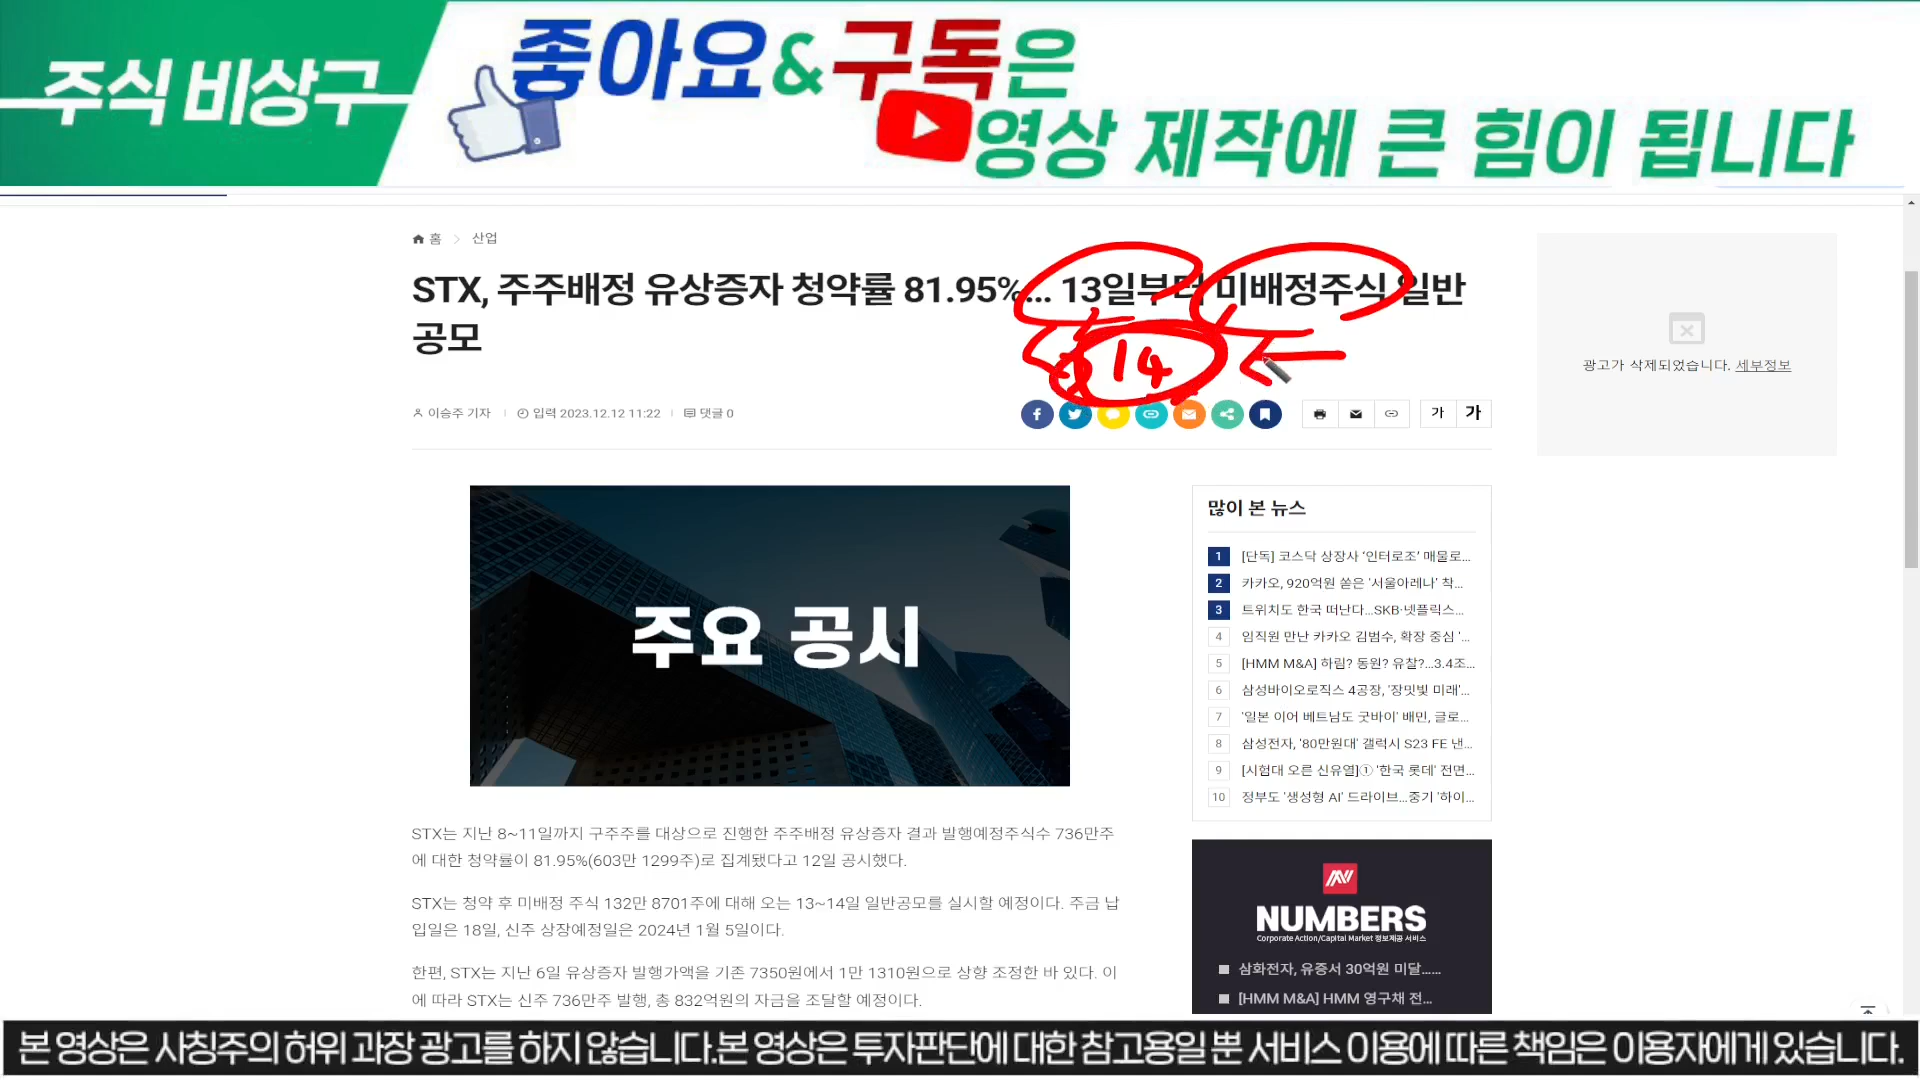 주식 비상구
좋아요&구독은
영상 제작에 큰 힘이 됩니다
홈 > 산업
STX, 주주배정 유상증자 청약률 81.95%... 13일부터 미배정주식 일반
공모
14
이승주 기자 입력 2023.12.12 11:22 댓글 0
가 가
광고가 삭제되었습니다. 세부정보
주요 공시
STX는 지난 8~11일까지 구주주를 대상으로 진행한 주주배정 유상증자 결과 발행예정주식수 736만주
에 대한 청약률이 81.95%(603만 1299주)로 집계됐다고 12일 공시했다.
STX는 청약 후 미배정 주식 132만 8701주에 대해 오는 13~14일 일반공모를 실시할 예정이다. 주금 납
입일은 18일, 신주 상장예정일은 2024년 1월 5일이다.
한편, STX는 지난 6일 유상증자 발행가액을 기존 7350원에서 1만 1310원으로 상향 조정한 바 있다. 이
에 따라 STX는 신주 736만주 발행, 총 832억원의 자금을 조달할 예정이다.
많이 본 뉴스
1 [단독] 코스닥 상장사 '인터로조' 매물로...
2 카카오, 920억원 쏟은 '서울아레나' 착...
3 트위치도 한국 떠난다...SKB·넷플릭스...
4 임직원 만난 카카오 김범수, 확장 중심 '...
5 [HMM M&A] 하림? 동원? 유찰?...3.4조...
6 삼성바이오로직스 4공장, '장밋빛 미래'...
7 '일본 이어 베트남도 굿바이' 배민, 글로...
8 삼성전자, '80만원대' 갤럭시 S23 FE 낸...
9 [시험대 오른 신유열]① '한국 롯데' 전면...
10 정부도 '생성형 AI' 드라이브...중기 '하이...
NUMBERS
Corporate Action/Capital Market 정보제공 서비스
삼화전자, 유증서 30억원 미달......
[HMM M&A] HMM 영구채 전...
본 영상은 사칭주의 허위 과장 광고를 하지 않습니다.본 영상은 투자판단에 대한 참고용일 뿐 서비스 이용에 따른 책임은 이용자에게 있습니다.